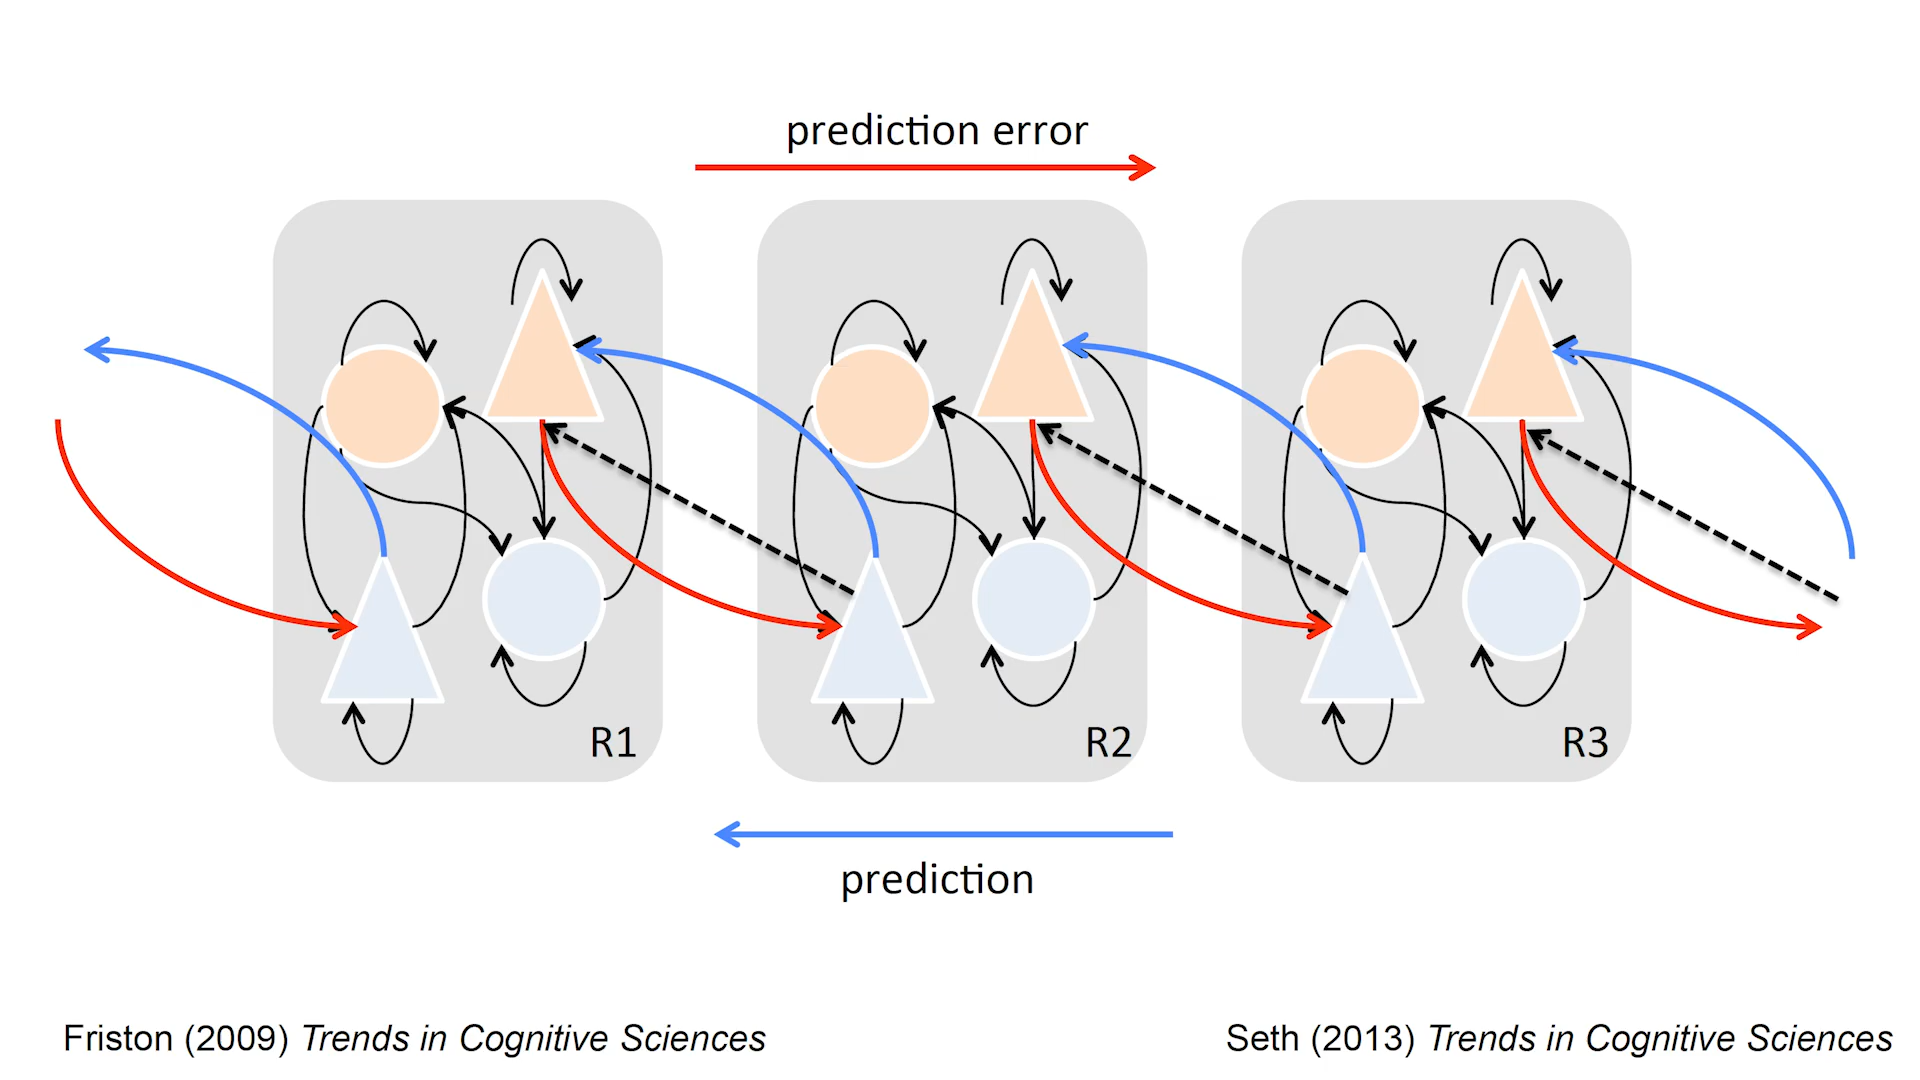 prediction error
R1
R2
R3
prediction
Friston (2009) Trends in Cognitive Sciences
Seth (2013) Trends in Cognitive Sciences